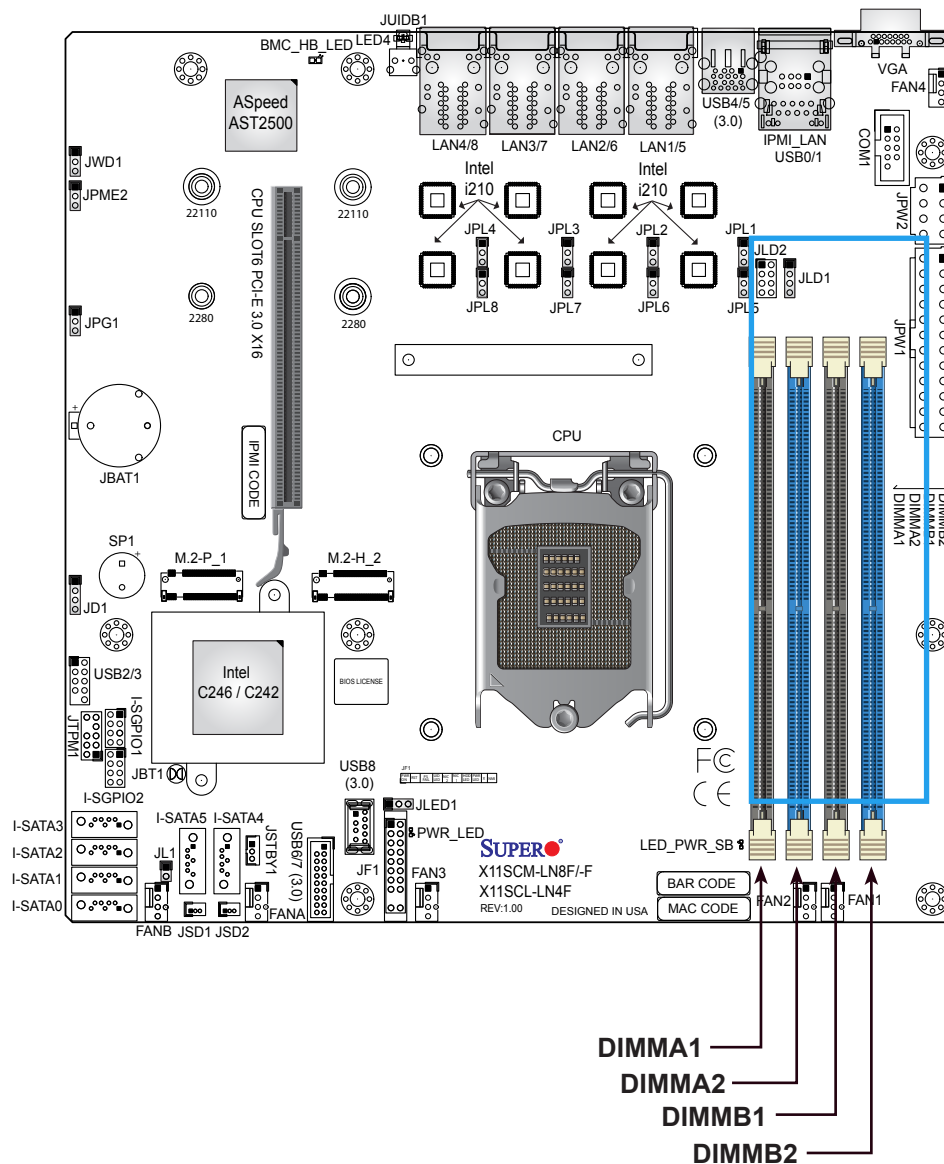 JUIDB1
LED4
BMC_HB_LED
ASpeed
AST2500
LAN4/8
LAN3/7
LAN2/6
LAN1/5
USB4/5
(3.0)
IPMI_LAN
USB0/1
VGA
FAN4
COM1
JPW2
JWD1
JPME2
22110
22110
Intel
i210
Intel
i210
CPU SLOT6 PCI-E 3.0 X16
JPL4
JPL3
JPL2
JPL1
JLD2
JLD1
2280
2280
JPL8
JPL7
JPL6
JPL5
JPG1
JPW1
JBAT1
IPMI CODE
CPU
DIMMA1
DIMMA2
DIMMB1
DIMMB2
SP1
M.2-P_1
M.2-H_2
JD1
USB2/3
Intel
C246 / C242
BIOS LICENSE
JTPM1
I-SGPIO1
JBT1
I-SGPIO2
USB8
(3.0)
JF1
I-SATA3
I-SATA2
I-SATA1
I-SATA0
I-SATA5
I-SATA4
JL1
JSTBY1
USB6/7 (3.0)
JLED1
PWR_LED
JF1
FAN3
SUPER
X11SCM-LN8F/-F
X11SCL-LN4F
REV:1.00
DESIGNED IN USA
FC
CE
LED_PWR_SB
BAR CODE
MAC CODE
FAN2
FAN1
FANB
JSD1
JSD2
FANA
DIMMA1
DIMMA2
DIMMB1
DIMMB2